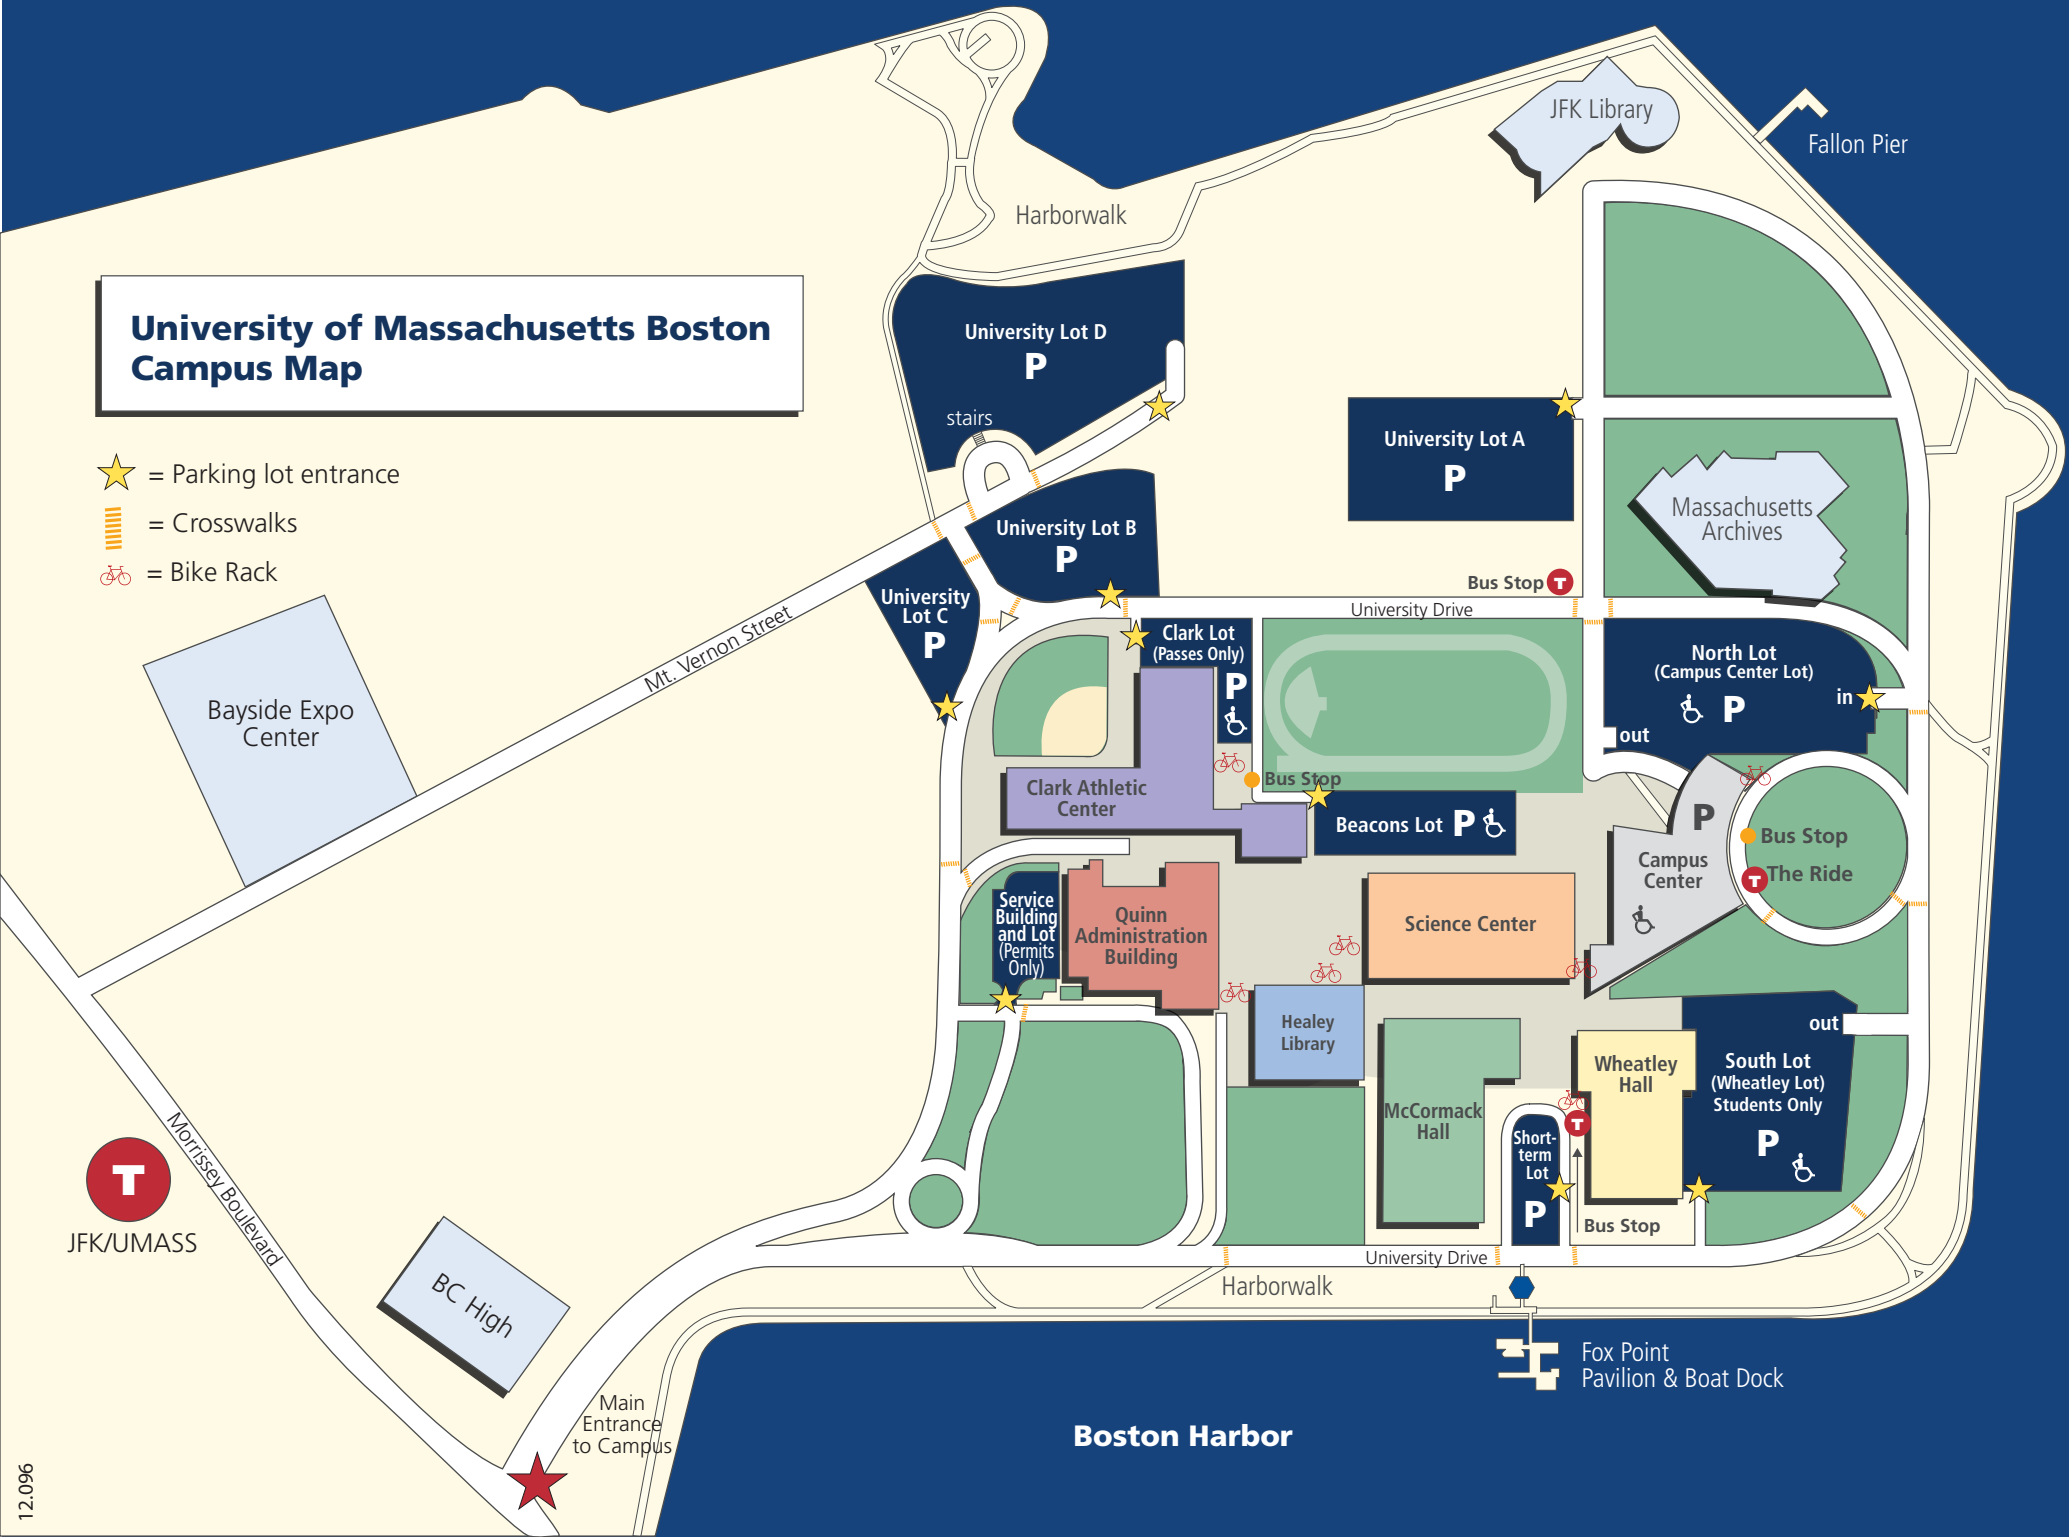 JFK Library
Fallon Pier
Harborwalk
University of Massachusetts Boston
Campus Map
= Parking lot entrance
= Crosswalks
= Bike Rack
University Lot D
P
stairs
University Lot A
P
Massachusetts
Archives
University Lot B
P
University
Lot C
P
Bus Stop T
University Drive
Mt. Vernon Street
Bayside Expo
Center
Clark Lot
(Passes Only)
P
North Lot
(Campus Center Lot)
P
in
out
Bus Stop
Clark Athletic
Center
Beacons Lot P
P
Bus Stop
T The Ride
Campus
Center
Service
Building
and Lot
(Permits
Only)
Quinn
Administration
Building
Science Center
Healey
Library
McCormack
Hall
Wheatley
Hall
out
South Lot
(Wheatley Lot)
Students Only
P
Short-
term
Lot
P
T
Bus Stop
University Drive
Harborwalk
Morrissey Boulevard
T
JFK/UMASS
BC High
Main
Entrance
to Campus
Fox Point
Pavilion & Boat Dock
Boston Harbor
12.096